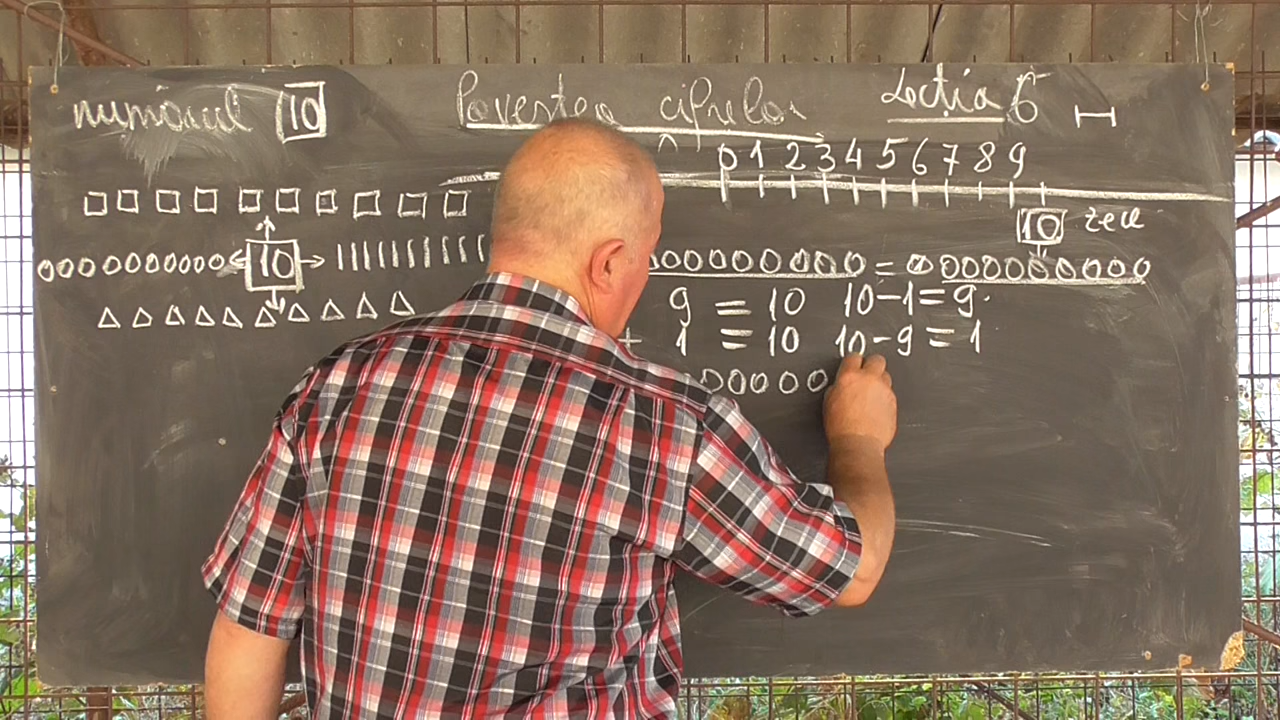 numărul 10 Povestea cifrelor Lecția 6
0 1 2 3 4 5 6 7 8 9
10 zece
10
=
9 = 10 10-1=9.
+ 1 = 10 10-9=1